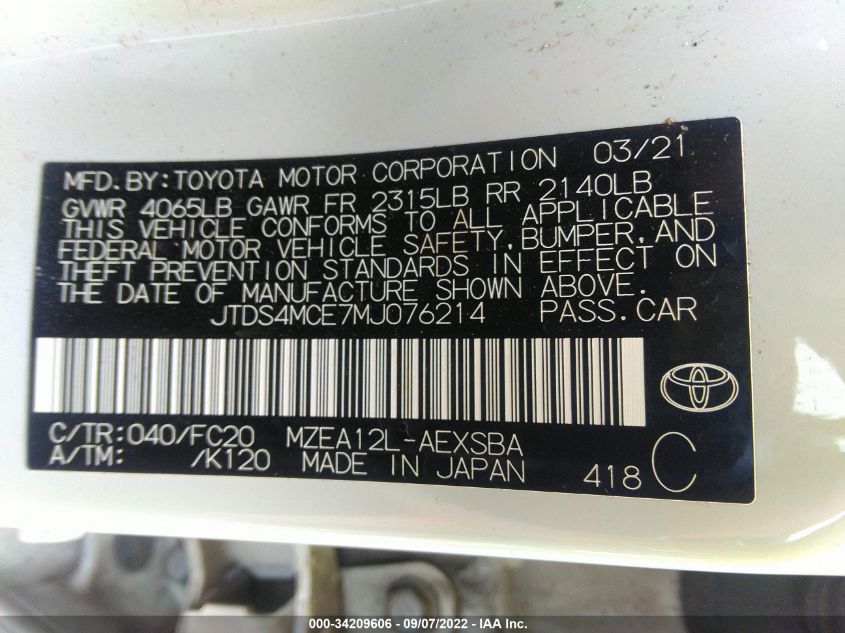 MFD.BY:TOYOTA MOTOR CORPORATION 03/21
GVWR 4065LB GAWR FR 2315LB RR 2140LB
THIS VEHICLE CONFORMS TO ALL APPLICABLE
FEDERAL MOTOR VEHICLE SAFETY,BUMPER,AND
THEFT PREVENTION STANDARDS IN EFFECT ON
THE DATE OF MANUFACTURE SHOWN ABOVE.
JTDS4MCE7MJ076214 PASS.CAR
C/TR:040/FC20 MZEA12L-AEXSBA
A/TM: /K120 MADE IN JAPAN 418 C
000-34209606 - 09/07/2022 - IAAI Inc.